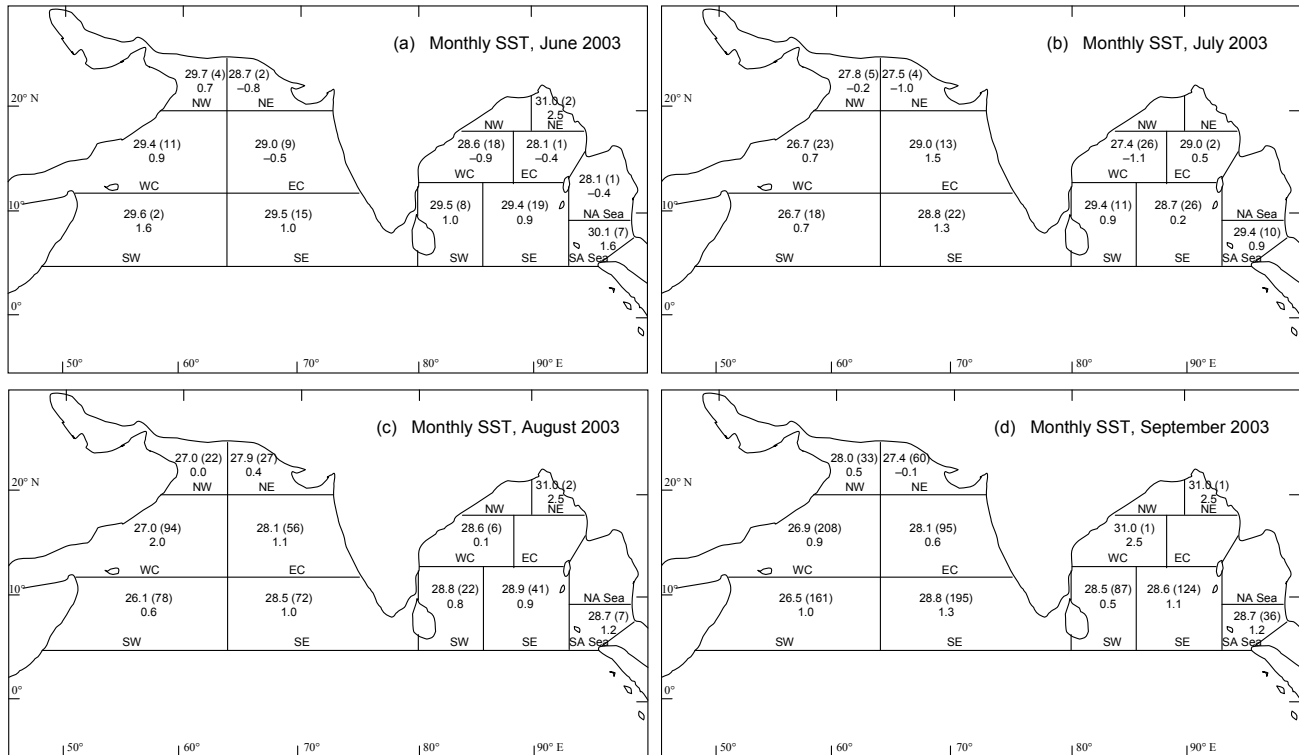 (a) Monthly SST, June 2003
29.7 (4) 28.7 (2)
0.7 –0.8
NW NE
20° N
31.0 (2)
2.5
NW NE
29.4 (11) 29.0 (9)
0.9 –0.5
WC EC
28.6 (18) 28.1 (1)
–0.9 –0.4
WC EC
28.1 (1)
–0.4
NA Sea
10°
29.6 (2) 29.5 (15)
1.6 1.0
SW SE
29.5 (8) 29.4 (19)
1.0 0.9
SW SE
30.1 (7)
1.6
SA Sea
0°
50° 60° 70° 80° 90° E
(b) Monthly SST, July 2003
27.8 (5) 27.5 (4)
–0.2 –1.0
NW NE
20° N
NW NE
26.7 (23) 29.0 (13)
0.7 1.5
WC EC
27.4 (26) 29.0 (2)
–1.1 0.5
WC EC
10°
26.7 (18) 28.8 (22)
0.7 1.3
SW SE
29.4 (11) 28.7 (26)
0.9 0.2
SW SE
NA Sea
29.4 (10)
0.9
SA Sea
0°
50° 60° 70° 80° 90° E
(c) Monthly SST, August 2003
27.0 (22) 27.9 (27)
0.0 0.4
NW NE
20° N
31.0 (2)
2.5
NW NE
27.0 (94) 28.1 (56)
2.0 1.1
WC EC
28.6 (6)
0.1
WC EC
10°
26.1 (78) 28.5 (72)
0.6 1.0
SW SE
28.8 (22) 28.9 (41)
0.8 0.9
SW SE
NA Sea
28.7 (7)
1.2
SA Sea
0°
50° 60° 70° 80° 90° E
(d) Monthly SST, September 2003
28.0 (33) 27.4 (60)
0.5 –0.1
NW NE
20° N
31.0 (1)
2.5
NW NE
26.9 (208) 28.1 (95)
0.9 0.6
WC EC
31.0 (1)
2.5
WC EC
10°
26.5 (161) 28.8 (195)
1.0 1.3
SW SE
28.5 (87) 28.6 (124)
0.5 1.1
SW SE
NA Sea
28.7 (36)
1.2
SA Sea
0°
50° 60° 70° 80° 90° E